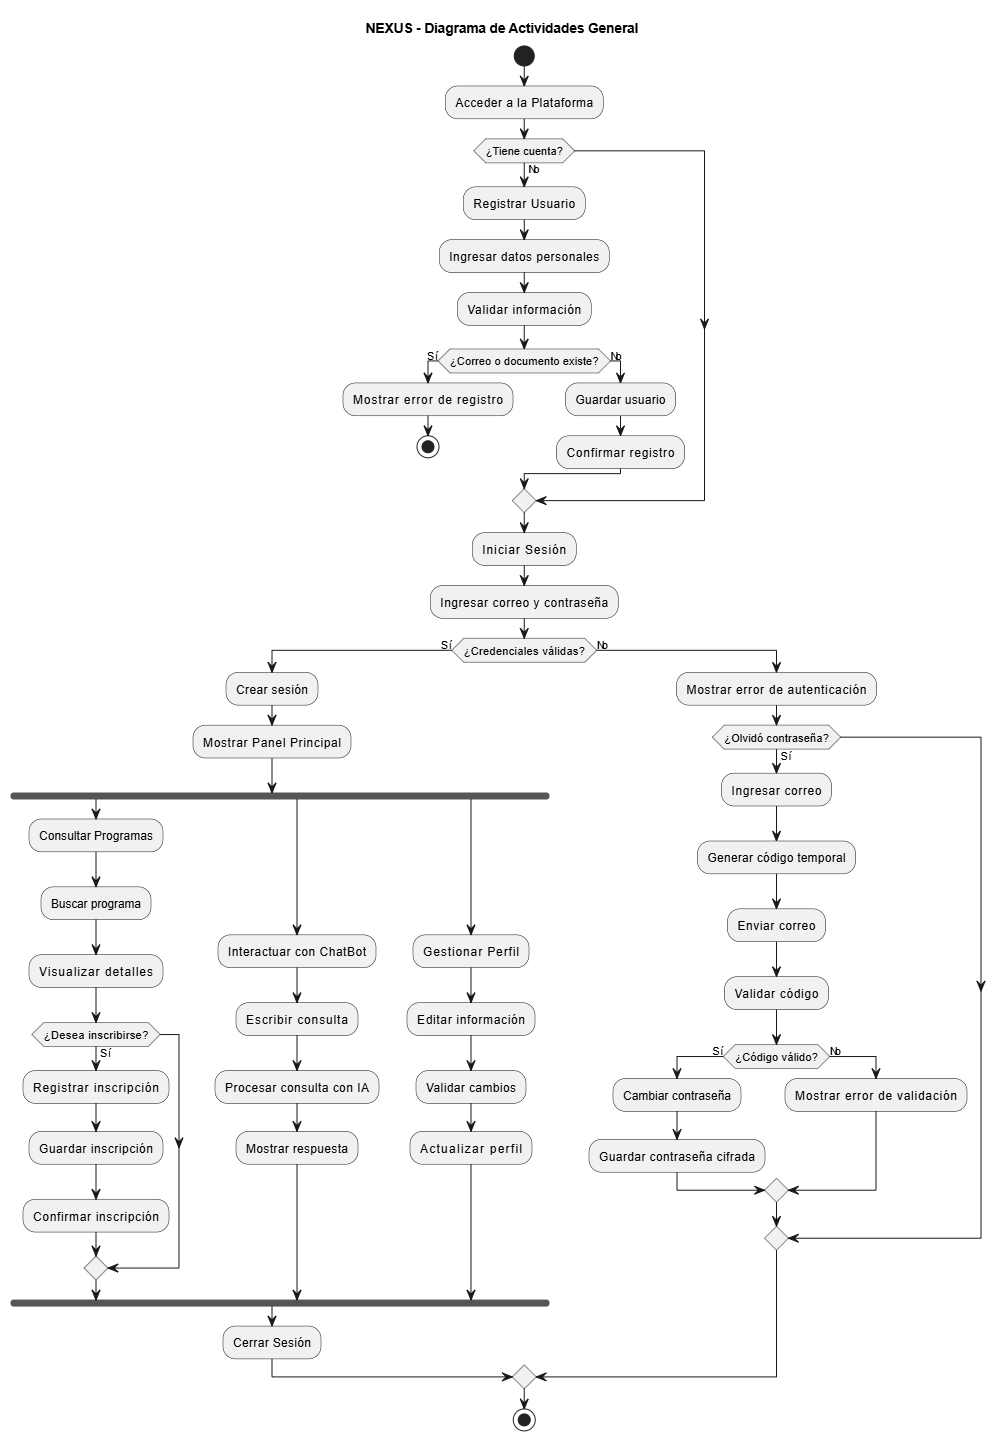 NEXUS - Diagrama de Actividades General
Acceder a la Plataforma
¿Tiene cuenta?
No
Registrar Usuario
Ingresar datos personales
Validar información
¿Correo o documento existe?
Sí
No
Mostrar error de registro
Guardar usuario
Confirmar registro
Iniciar Sesión
Ingresar correo y contraseña
¿Credenciales válidas?
Sí
No
Crear sesión
Mostrar Panel Principal
Consultar Programas
Buscar programa
Visualizar detalles
¿Desea inscribirse?
Sí
Registrar inscripción
Guardar inscripción
Confirmar inscripción
Interactuar con ChatBot
Escribir consulta
Procesar consulta con IA
Mostrar respuesta
Gestionar Perfil
Editar información
Validar cambios
Actualizar perfil
Cerrar Sesión
Mostrar error de autenticación
¿Olvidó contraseña?
Sí
Ingresar correo
Generar código temporal
Enviar correo
Validar código
¿Código válido?
Sí
No
Cambiar contraseña
Guardar contraseña cifrada
Mostrar error de validación